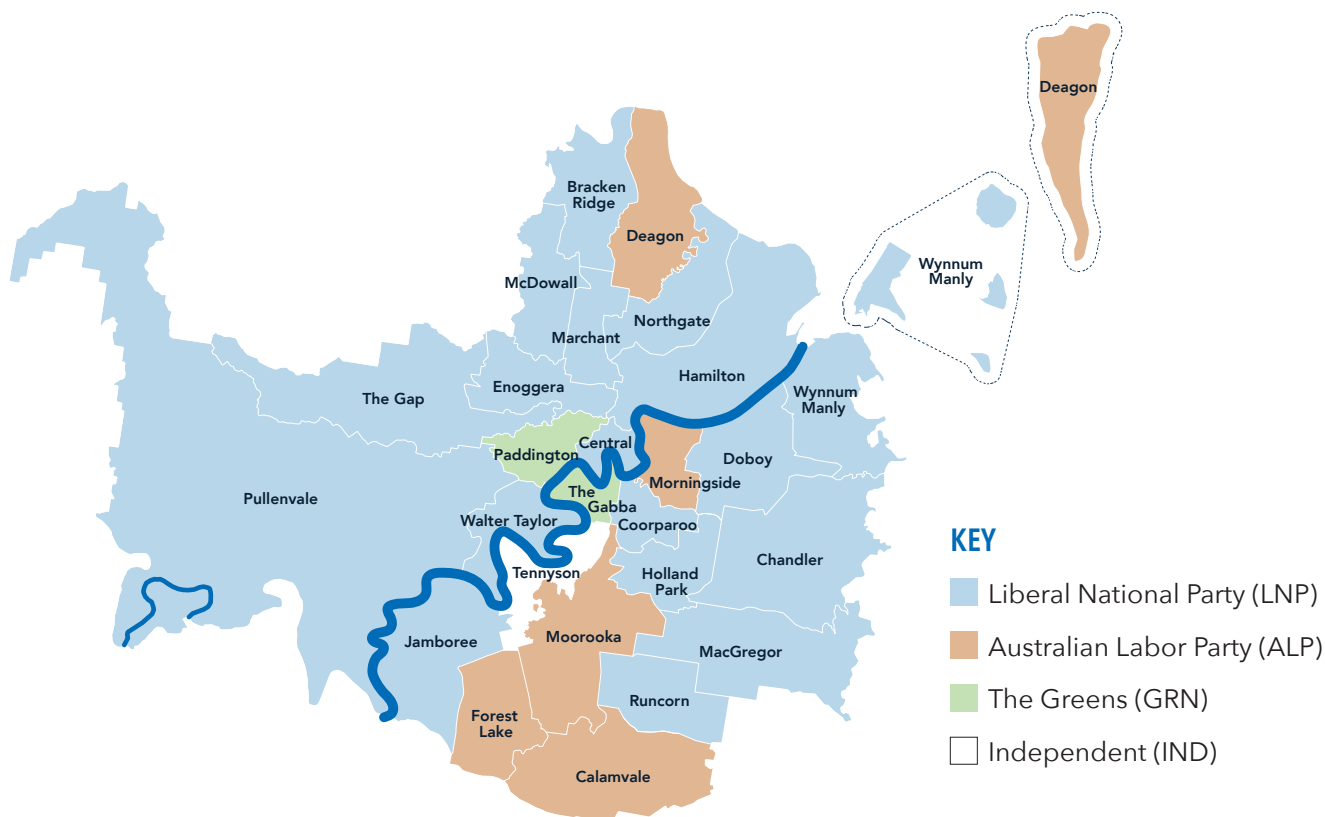 Deagon
Bracken
Ridge
Deagon
Wynnum
Manly
McDowall
Northgate
Marchant
Hamilton
Enoggera
The Gap
Wynnum
Manly
Central
Paddington
Doboy
Morningside
The
Gabba
Pullenvale
Walter Taylor
Coorparoo
Chandler
Tennyson
Holland
Park
Moorooka
Jamboree
MacGregor
Runcorn
Forest
Lake
Calamvale
KEY
Liberal National Party (LNP)
Australian Labor Party (ALP)
The Greens (GRN)
Independent (IND)